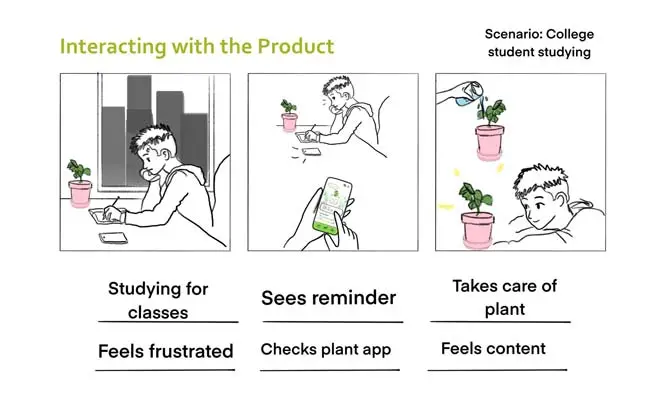 Interacting with the Product
Scenario: College
student studying
Studying for
classes
Feels frustrated
Sees reminder
Checks plant app
Takes care of
plant
Feels content